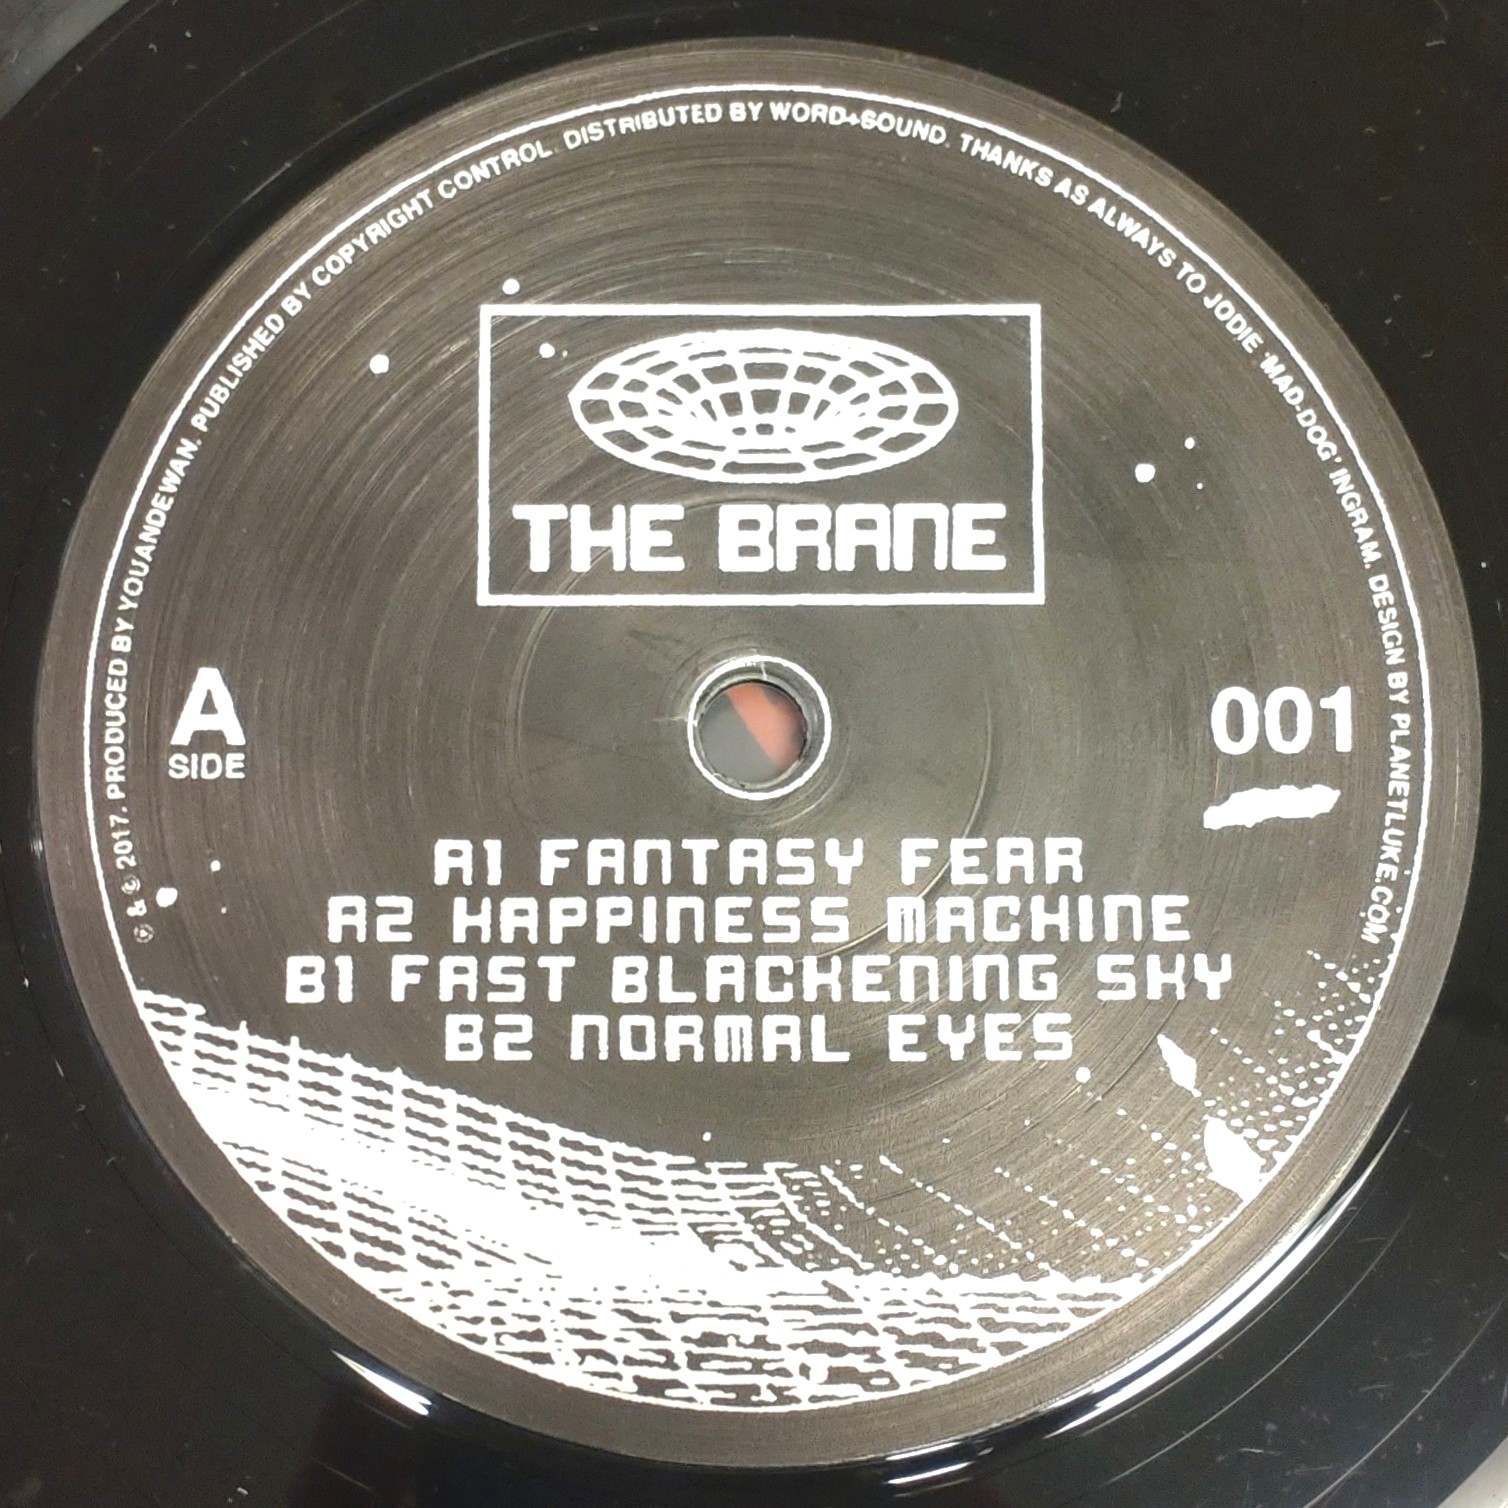 ℗ & © 2017. PRODUCED BY YOUANDEWAN. PUBLISHED BY COPYRIGHT CONTROL. DISTRIBUTED BY WORD+SOUND. THANKS AS ALWAYS TO JODIE 'MAD-DOG' INGRAM. DESIGN BY PLANETLUKE.COM
THE BRANE
A
SIDE
001
A1 FANTASY FEAR
A2 HAPPINESS MACHINE
B1 FAST BLACKENING SKY
B2 NORMAL EYES